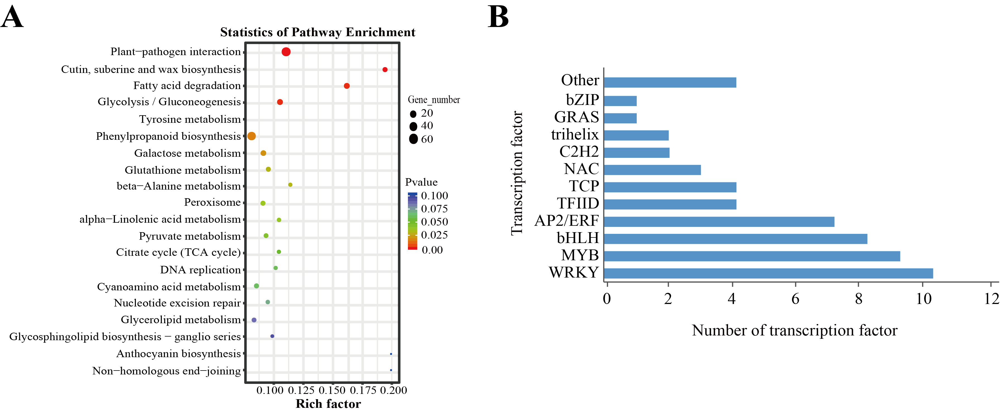 A
Statistics of Pathway Enrichment
Plant−pathogen interaction
Cutin, suberine and wax biosynthesis
Fatty acid degradation
Glycolysis / Gluconeogenesis
Tyrosine metabolism
Phenylpropanoid biosynthesis
Galactose metabolism
Glutathione metabolism
beta−Alanine metabolism
Peroxisome
alpha−Linolenic acid metabolism
Pyruvate metabolism
Citrate cycle (TCA cycle)
DNA replication
Cyanoamino acid metabolism
Nucleotide excision repair
Glycerolipid metabolism
Glycosphingolipid biosynthesis − ganglio series
Anthocyanin biosynthesis
Non−homologous end−joining
0.100 0.125 0.150 0.175 0.200
Rich factor
Gene_number
20
40
60
Pvalue
0.100
0.075
0.050
0.025
0.00
B
Transcription factor
Other
bZIP
GRAS
trihelix
C2H2
NAC
TCP
TFIID
AP2/ERF
bHLH
MYB
WRKY
0 2 4 6 8 10 12
Number of transcription factor